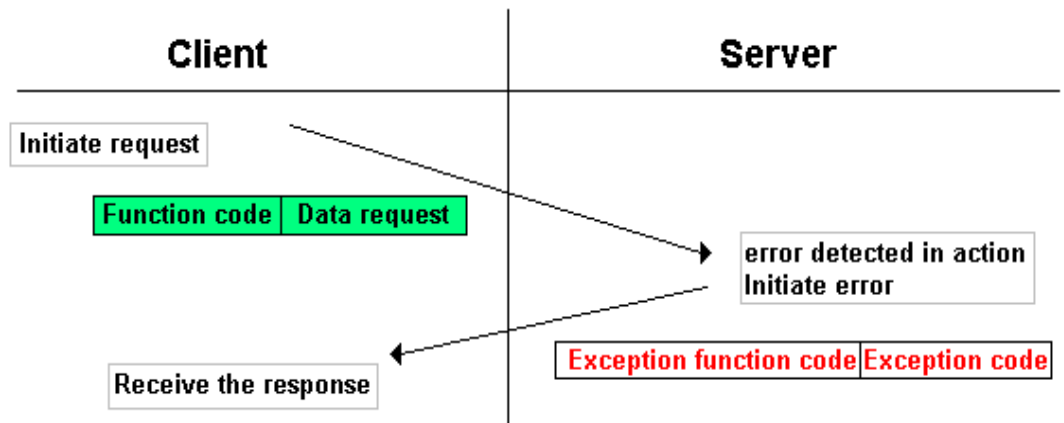 Client
Server
Initiate request
Function code Data request
error detected in action
Initiate error
Exception function code Exception code
Receive the response